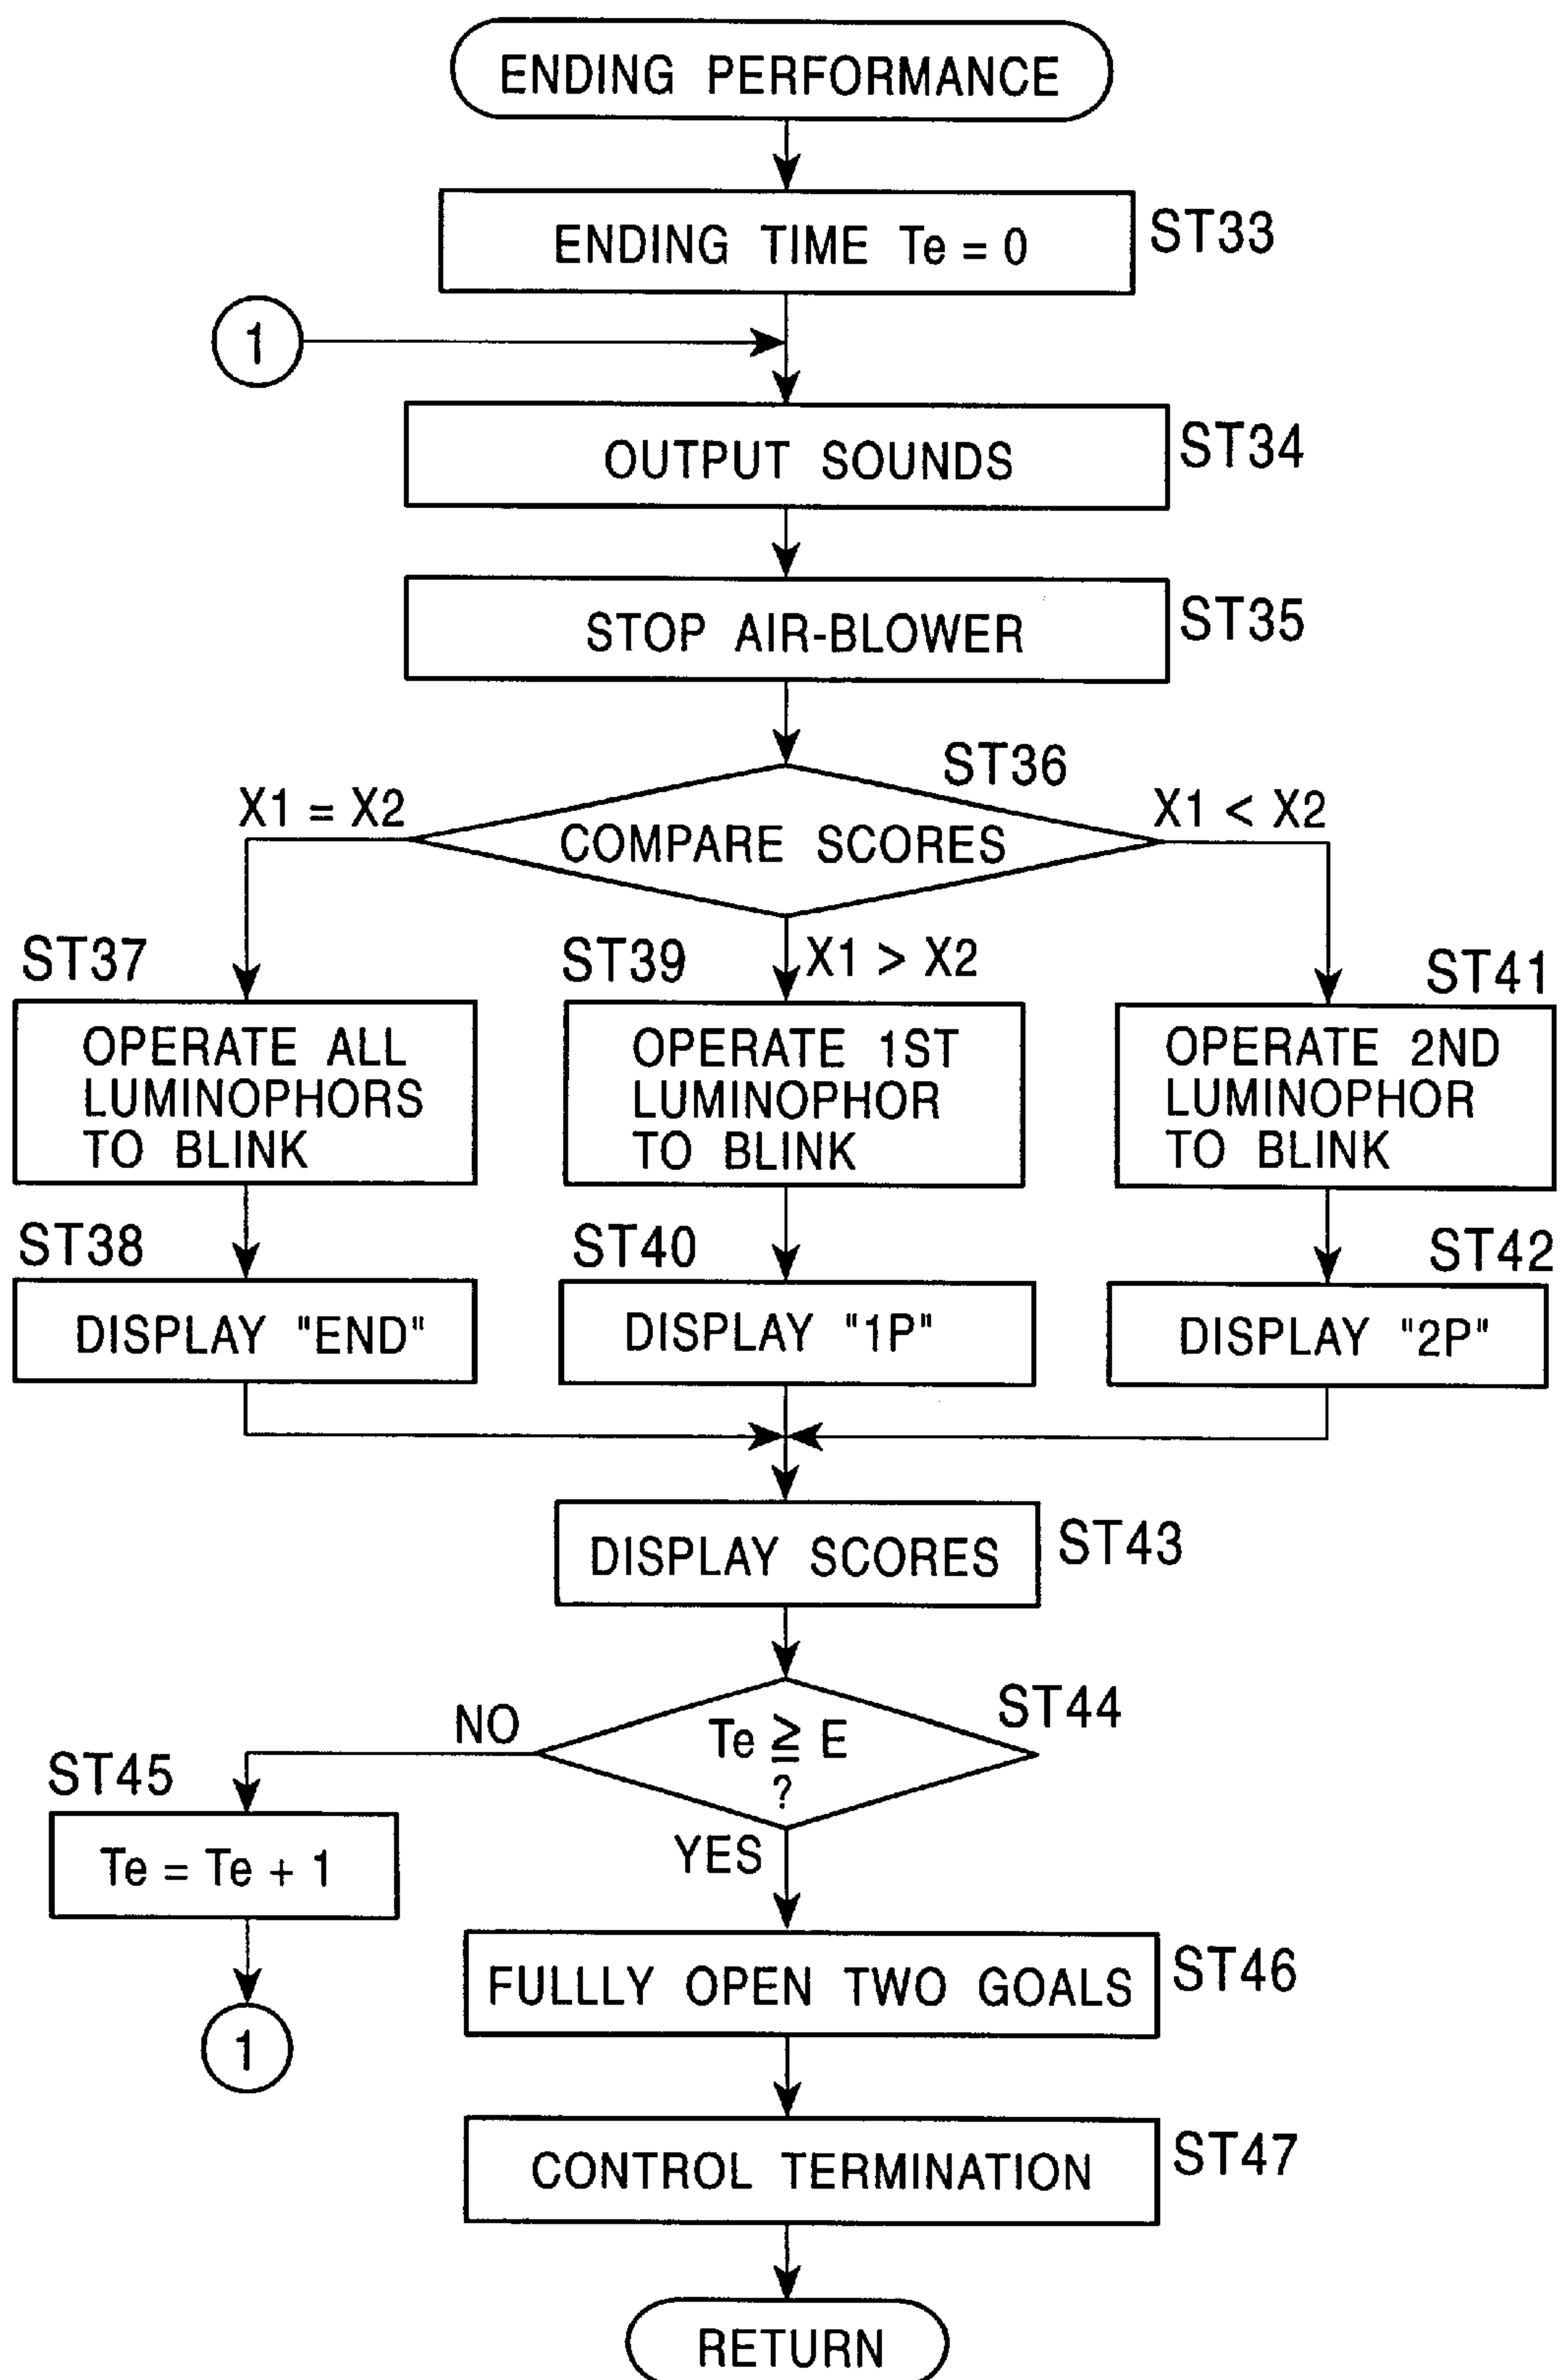 ENDING PERFORMANCE
ENDING TIME Te = 0
ST33
1
OUTPUT SOUNDS
ST34
STOP AIR-BLOWER
ST35
ST36
X1 = X2
COMPARE SCORES
X1 < X2
X1 > X2
ST37
OPERATE ALL
LUMINOPHORS
TO BLINK
ST39
OPERATE 1ST
LUMINOPHOR
TO BLINK
ST41
OPERATE 2ND
LUMINOPHOR
TO BLINK
ST38
DISPLAY "END"
ST40
DISPLAY "1P"
ST42
DISPLAY "2P"
DISPLAY SCORES
ST43
ST44
Te ≧ E
?
NO
YES
ST45
Te = Te + 1
1
FULLLY OPEN TWO GOALS
ST46
CONTROL TERMINATION
ST47
RETURN